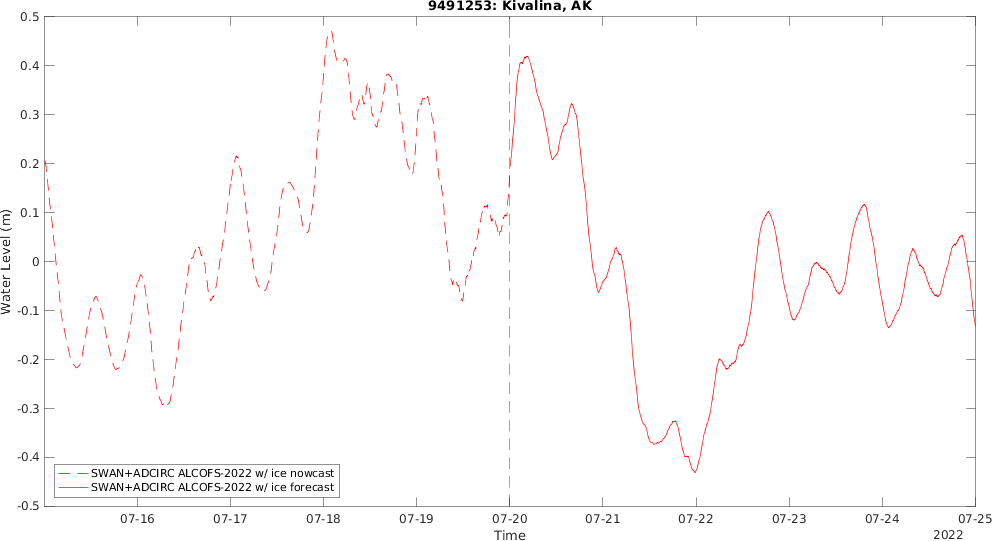 9491253: Kivalina, AK
0.5
0.4
0.3
0.2
0.1
0
-0.1
-0.2
-0.3
-0.4
-0.5
Water Level (m)
SWAN+ADCIRC ALCOFS-2022 w/ ice nowcast
SWAN+ADCIRC ALCOFS-2022 w/ ice forecast
07-16 07-17 07-18 07-19 07-20 07-21 07-22 07-23 07-24 07-25
Time
2022